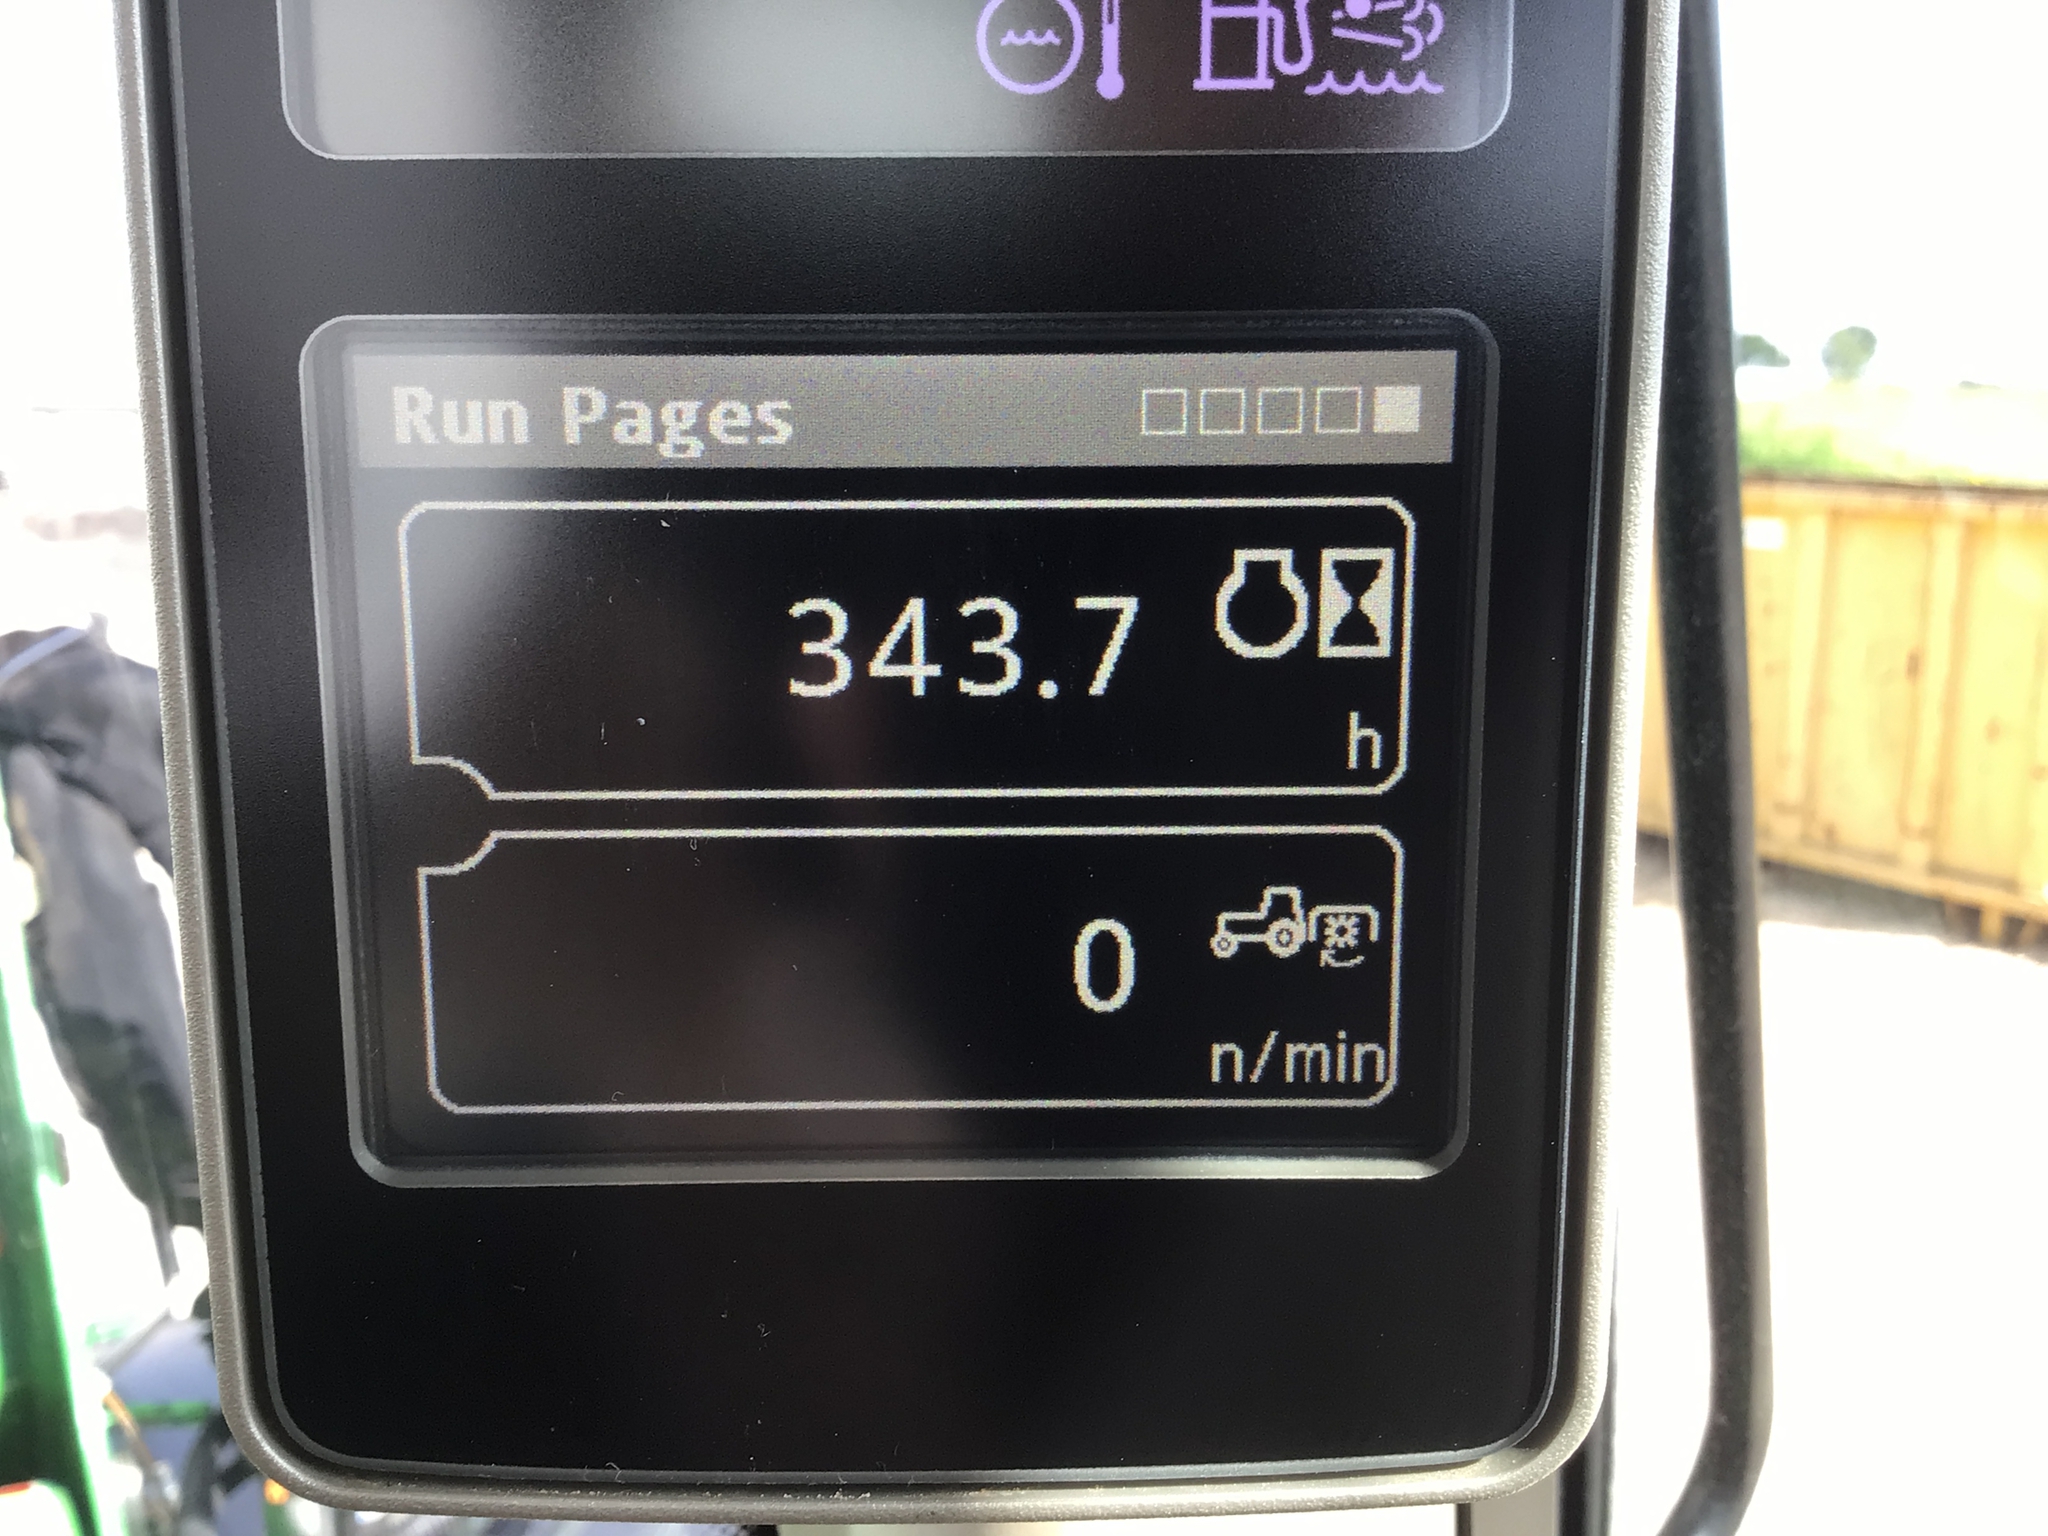 Run Pages
343.7
h
0
n/min